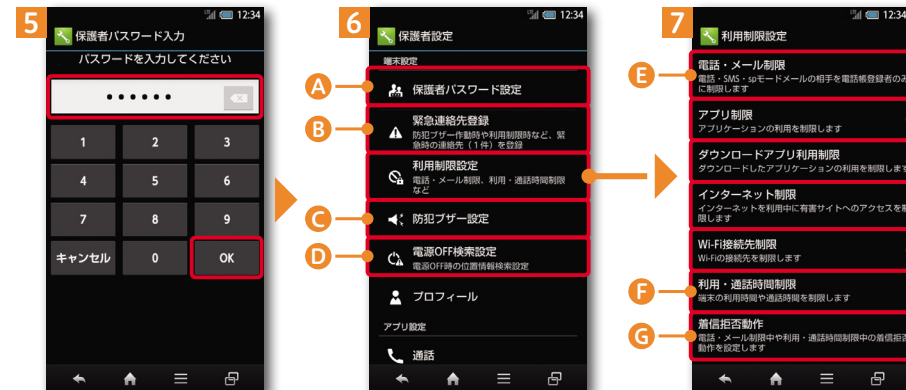 5
12:34
保護者パスワード入力
パスワードを入力してください
••••••
1 2 3
4 5 6
7 8 9
キャンセル 0 OK
6
12:34
保護者設定
端末設定
A
保護者パスワード設定
B
緊急連絡先登録
防犯ブザー作動時や利用制限時など、緊
急時の連絡先(1件)を登録
利用制限設定
電話・メール制限、利用・通話時間制限
など
C
防犯ブザー設定
D
電源OFF検索設定
電源OFF時の位置情報検索設定
プロフィール
アプリ設定
通話
7
12:34
利用制限設定
E
電話・メール制限
電話・SMS・spモードメールの相手を電話帳登録者のみ
に制限します
アプリ制限
アプリケーションの利用を制限します
ダウンロードアプリ利用制限
ダウンロードしたアプリケーションの利用を制限します
インターネット制限
インターネットを利用中に有害サイトへのアクセスを制
限します
Wi-Fi接続先制限
Wi-Fiの接続先を制限します
F
利用・通話時間制限
端末の利用時間や通話時間を制限します
G
着信拒否動作
電話・メール制限中や利用・通話時間制限中の着信拒否
動作を設定します